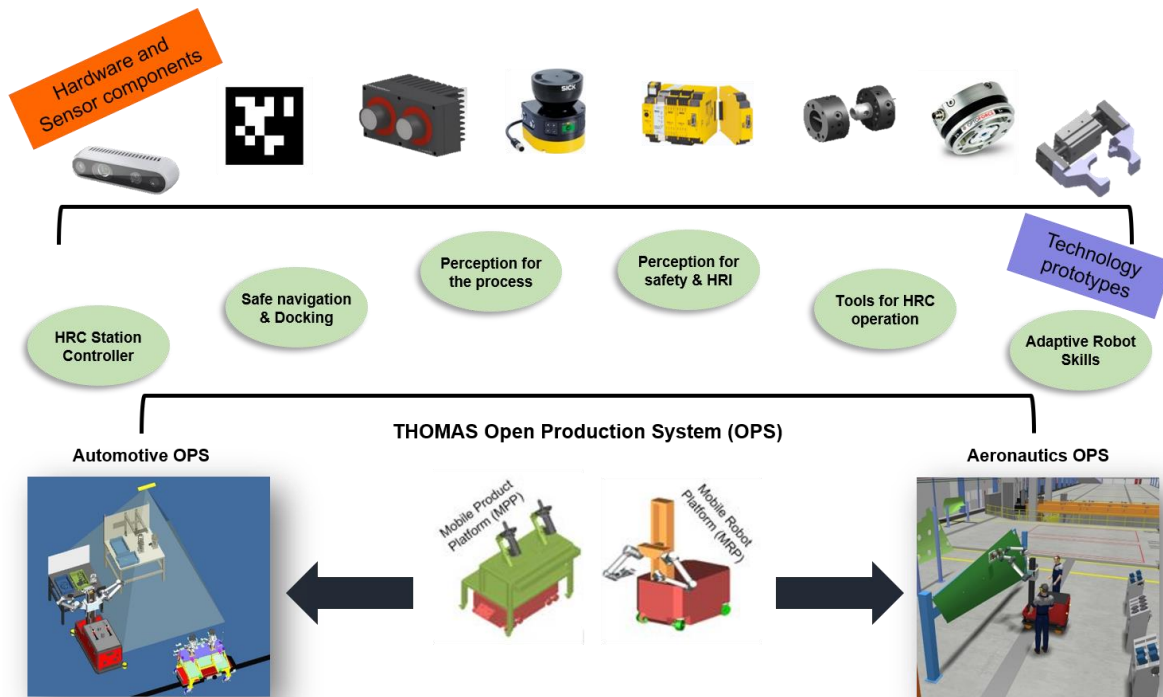 Hardware and
Sensor components
SICK
Technology
prototypes
Perception for
the process
Perception for
safety & HRI
Safe navigation
& Docking
Tools for HRC
operation
HRC Station
Controller
Adaptive Robot
Skills
THOMAS Open Production System (OPS)
Automotive OPS
Aeronautics OPS
Mobile Product
Platform (MPP)
Mobile Robot
Platform (MRP)